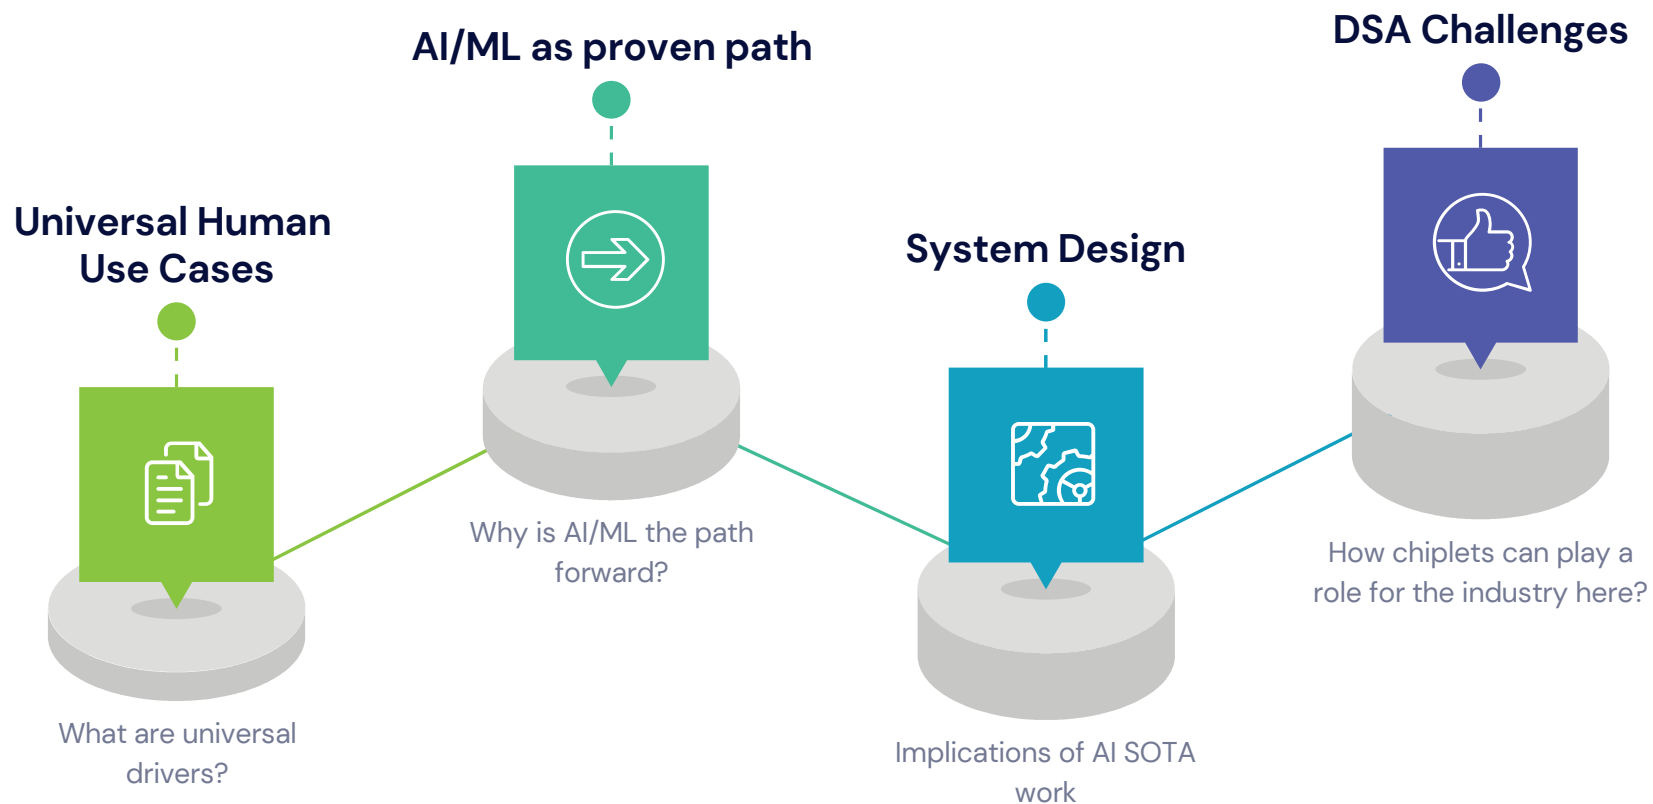 Universal Human
Use Cases
What are universal
drivers?
AI/ML as proven path
Why is AI/ML the path
forward?
System Design
Implications of AI SOTA
work
DSA Challenges
How chiplets can play a
role for the industry here?